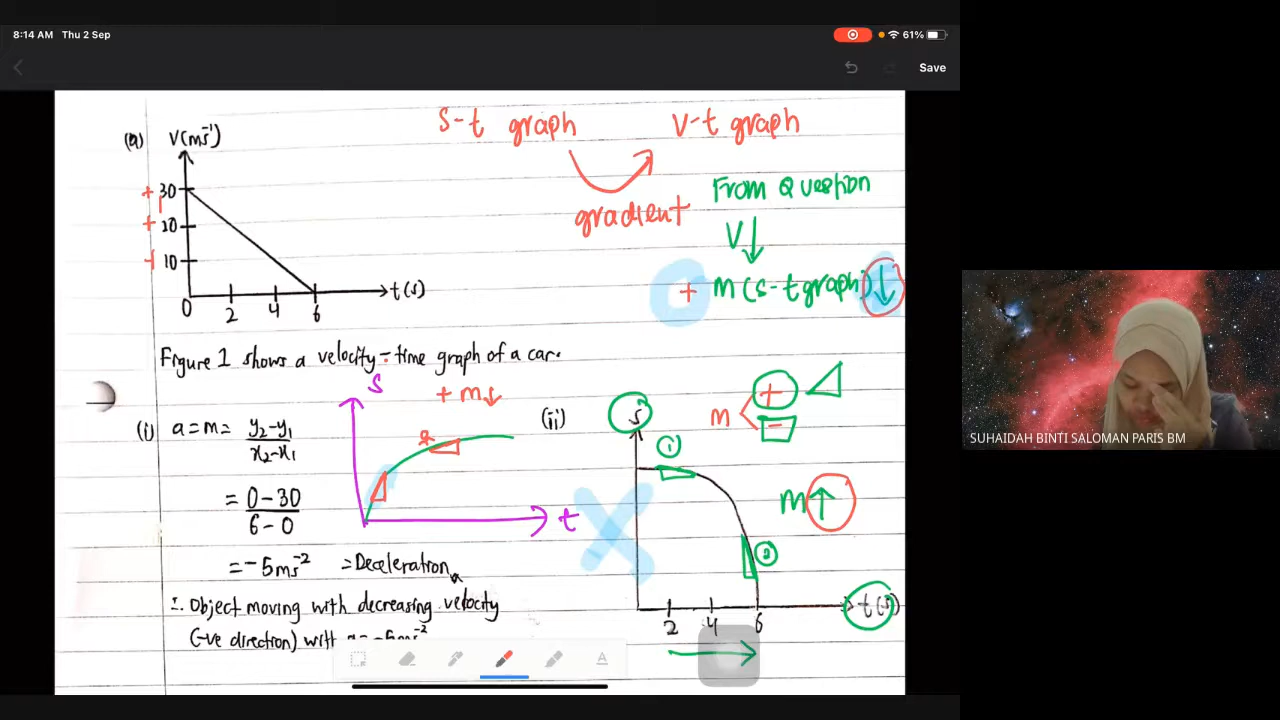 8:14 AM Thu 2 Sep
61%
Save
(a) V(ms⁻¹)
+ 30
+ 20
+ 10
0 2 4 6 t(s)
s-t graph v-t graph
gradient
From Question
V↓
+ m(s-t graph) ↓
Figure 1 shows a velocity-time graph of a car.
(i) a = m = y₂-y₁
x₂-x₁
= 0-30
6-0
= -5ms⁻² = Deceleration
∴ Object moving with decreasing velocity
(-ve direction) with
s
+ m↓
2
t
(ii) s
m + -
①
m↑
②
2 4 6 t(s)
SUHAIDAH BINTI SALOMAN PARIS BM
A